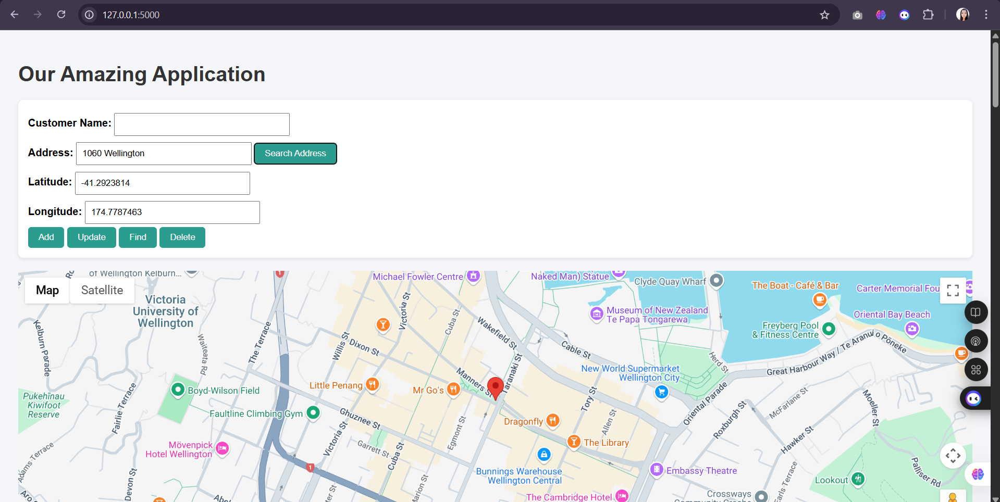 127.0.0.1:5000
Our Amazing Application
Customer Name:
Address: 1060 Wellington Search Address
Latitude: -41.2923814
Longitude: 174.7787463
Add Update Find Delete
Map Satellite
of Wellington Kelburn...
Victoria
University of
Wellington
Michael Fowler Centre
Naked Man) Statue
Clyde Quay Wharf
The Boat - Café & Bar
Carter Memorial Fou
Museum of New Zealand
Te Papa Tongarewa
Oriental Bay Beach
Freyberg Pool
& Fitness Centre
Kelburn Parade
Waiteata Rd
The Terrace
Willis St
Dixon St
Victoria St
Cuba St
Wakefield St
Cable St
Herd St
Great Harbour Way / Te Aranui o Pōneke
Manners St
Taranaki St
New World Supermarket
Wellington City
Little Penang
Mr Go's
Boyd-Wilson Field
Pukehīnau
Kiwifoot
Reserve
Fairlie Terrace
Faultline Climbing Gym
Ghuznee St
Victoria St
Egmont St
Dragonfly
Tory St
Allen St
The Library
Oriental Parade
Roxburgh St
McFarlane St
Moeller St
Hawker St
Mövenpick
Hotel Wellington
Garrett St
Cuba St
Adams Terrace
Devon St
1
1
Bunnings Warehouse
Wellington Central
Embassy Theatre
The Cambridge Hotel
Marion St
Lookout
Palliser Rd
Earls Terrace
Crossways